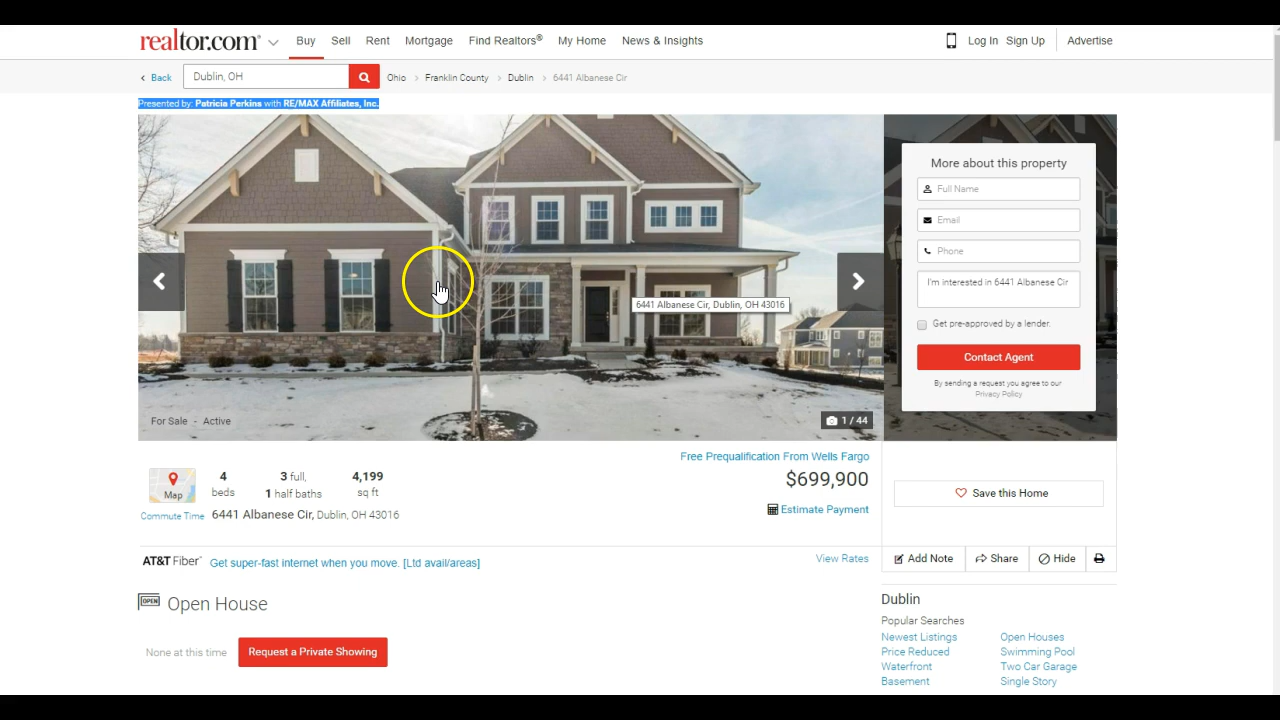 realtor.com® Buy Sell Rent Mortgage Find Realtors® My Home News & Insights Log In Sign Up Advertise
Back Dublin, OH Ohio > Franklin County > Dublin > 6441 Albanese Cir
Presented by: Patricia Perkins with RE/MAX Affiliates, Inc.
More about this property
Full Name
Email
Phone
I'm interested in 6441 Albanese Cir
6441 Albanese Cir, Dublin, OH 43016
Get pre-approved by a lender.
Contact Agent
By sending a request you agree to our
Privacy Policy
For Sale - Active
1 / 44
Free Prequalification From Wells Fargo
4 3 full, 4,199
beds 1 half baths sq ft
Map
$699,900
Save this Home
Commute Time 6441 Albanese Cir, Dublin, OH 43016
Estimate Payment
AT&T Fiber℠ Get super-fast internet when you move. [Ltd avail/areas]
View Rates
Add Note Share Hide
OPEN Open House
None at this time Request a Private Showing
Dublin
Popular Searches
Newest Listings Open Houses
Price Reduced Swimming Pool
Waterfront Two Car Garage
Basement Single Story